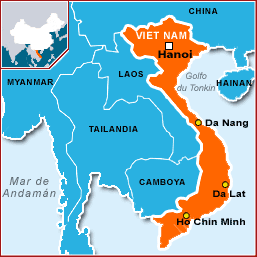 CHINA
VIET NAM
Hanoi
MYANMAR
LAOS
Golfo
du Tonkin
HAINAN
Da Nang
TAILANDIA
Mar de
Andamán
CAMBOYA
Da Lat
Hô Chin Minh